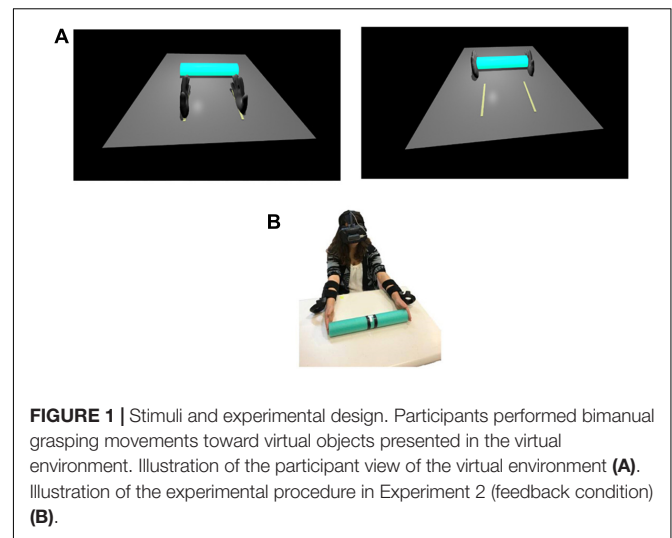 A
B
FIGURE 1 | Stimuli and experimental design. Participants performed bimanual
grasping movements toward virtual objects presented in the virtual
environment. Illustration of the participant view of the virtual environment (A).
Illustration of the experimental procedure in Experiment 2 (feedback condition)
(B).